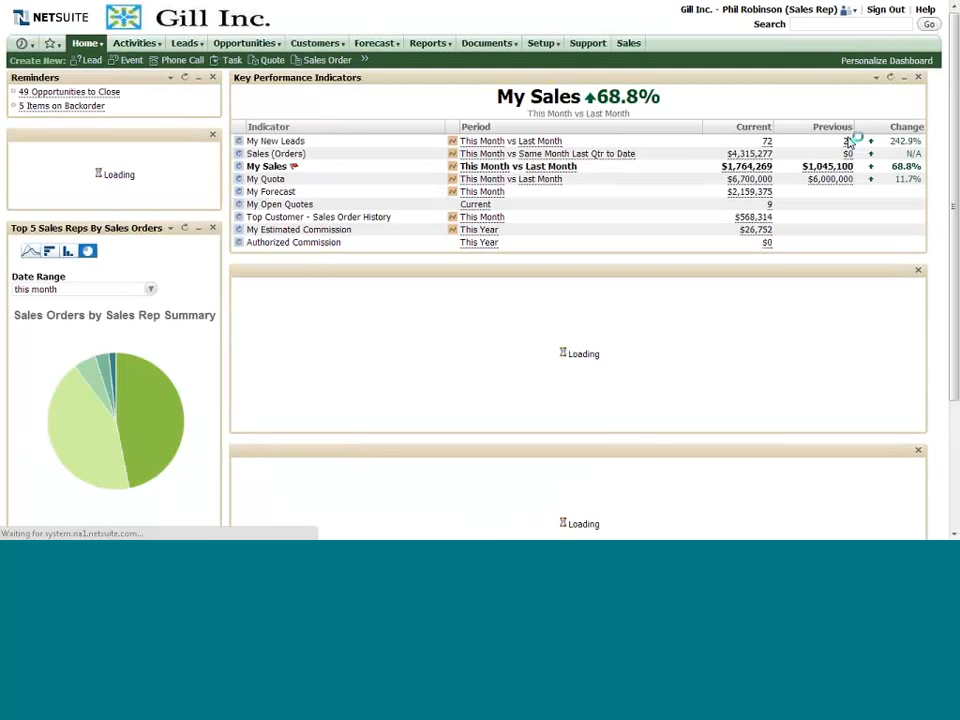 NETSUITE Gill Inc.
Gill Inc. - Phil Robinson (Sales Rep) Sign Out Help
Search Go
Home Activities Leads Opportunities Customers Forecast Reports Documents Setup Support Sales
Create New: Lead Event Phone Call Task Quote Sales Order » Personalize Dashboard
Reminders
49 Opportunities to Close
5 Items on Backorder
Loading
Top 5 Sales Reps By Sales Orders
Date Range
this month
Sales Orders by Sales Rep Summary
Key Performance Indicators
My Sales 68.8%
This Month vs Last Month
Indicator Period Current Previous Change
My New Leads This Month vs Last Month 72 242.9%
Sales (Orders) This Month vs Same Month Last Qtr to Date $4,315,277 $0 N/A
My Sales This Month vs Last Month $1,764,269 $1,045,100 68.8%
My Quota This Month vs Last Month $6,700,000 $6,000,000 11.7%
My Forecast This Month $2,159,375
My Open Quotes Current 9
Top Customer - Sales Order History This Month $568,314
My Estimated Commission This Year $26,752
Authorized Commission This Year $0
Loading
Loading
Waiting for system.na1.netsuite.com...